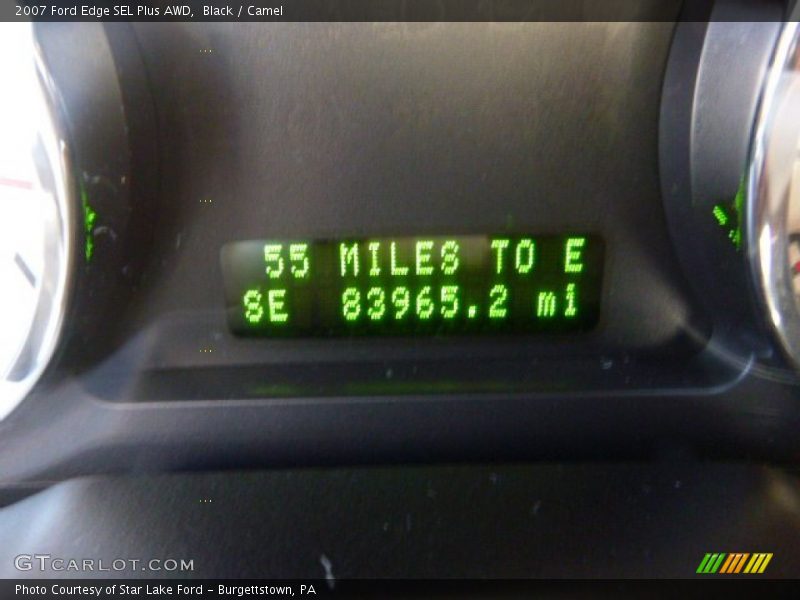 2007 Ford Edge SEL Plus AWD, Black / Camel
55 MILES TO E
SE 83965.2 mi
GTCARLOT.COM
Photo Courtesy of Star Lake Ford - Burgettstown, PA